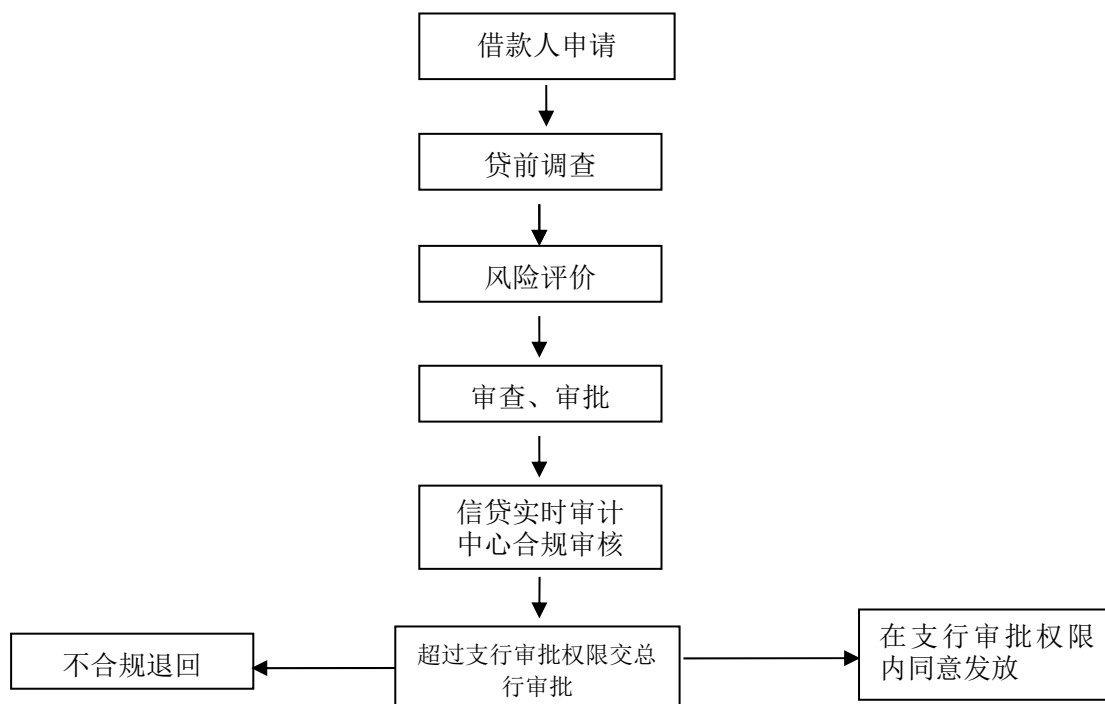 借款人申请
贷前调查
风险评价
审查、审批
信贷实时审计
中心合规审核
不合规退回
超过支行审批权限交总
行审批
在支行审批权限
内同意发放